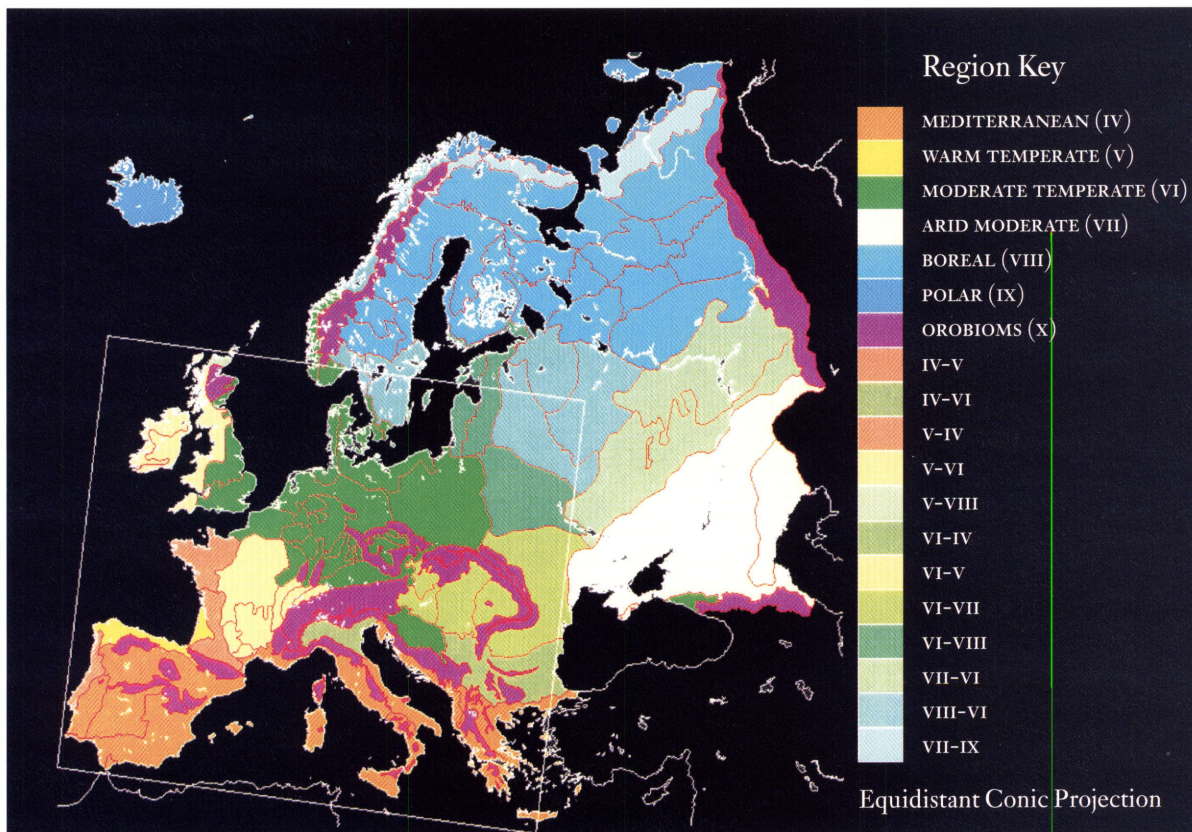 Region Key
MEDITERRANEAN (IV)
WARM TEMPERATE (V)
MODERATE TEMPERATE (VI)
ARID MODERATE (VII)
BOREAL (VIII)
POLAR (IX)
OROBIOMS (X)
IV-V
IV-VI
V-IV
V-VI
V-VIII
VI-IV
VI-V
VI-VII
VI-VIII
VII-VI
VIII-VI
VII-IX
Equidistant Conic Projection